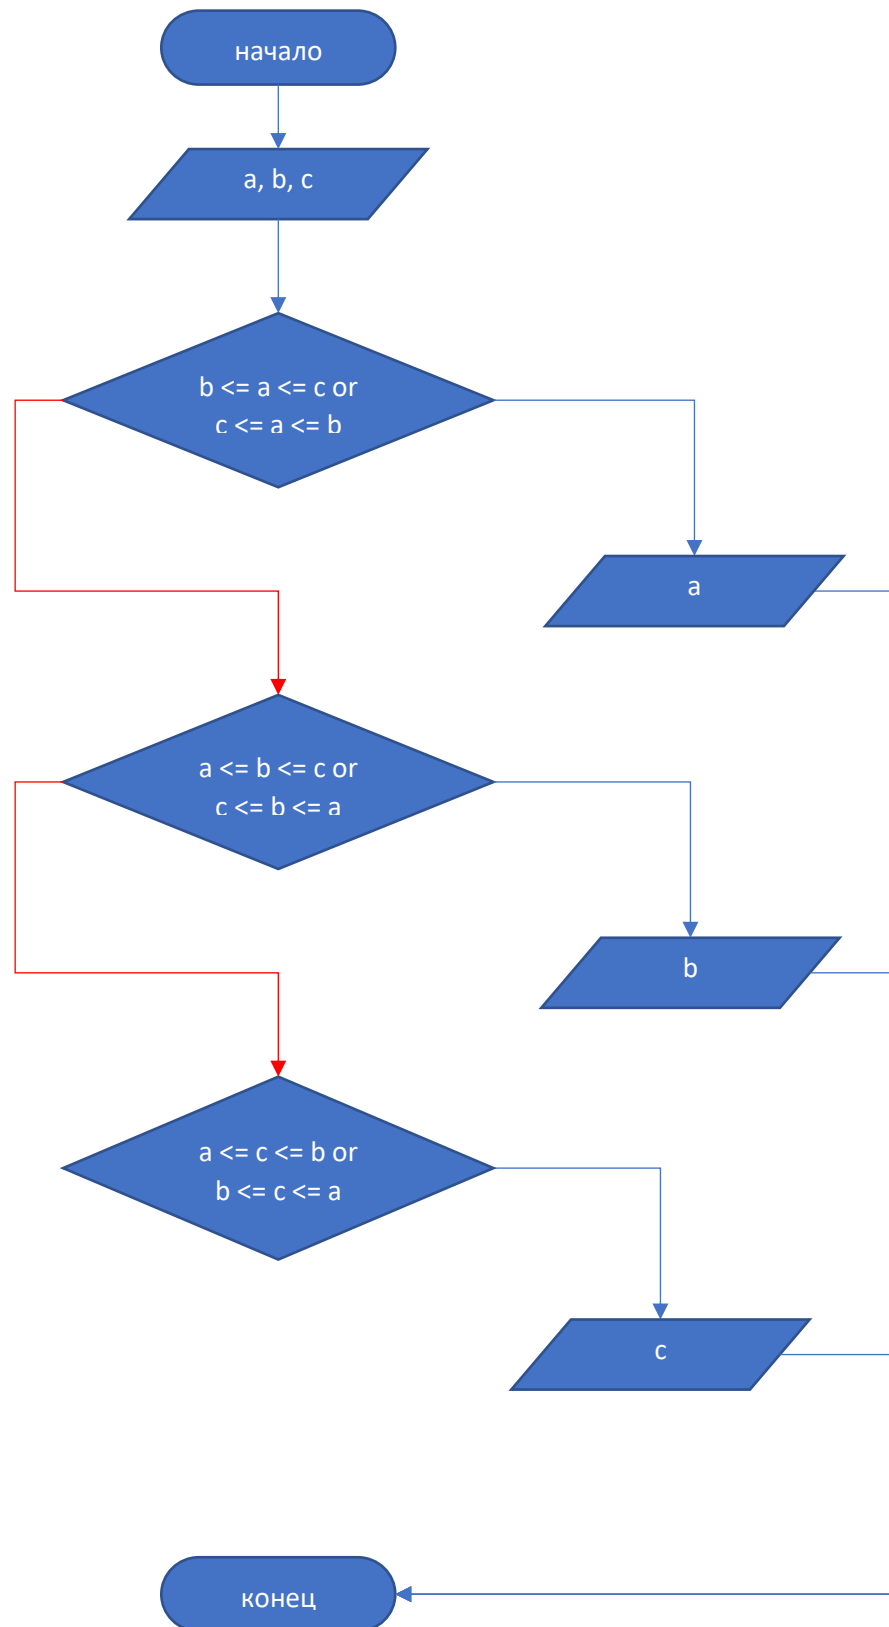 начало
a, b, c
b <= a <= c or
c <= a <= b
a
a <= b <= c or
c <= b <= a
b
a <= c <= b or
b <= c <= a
c
конец